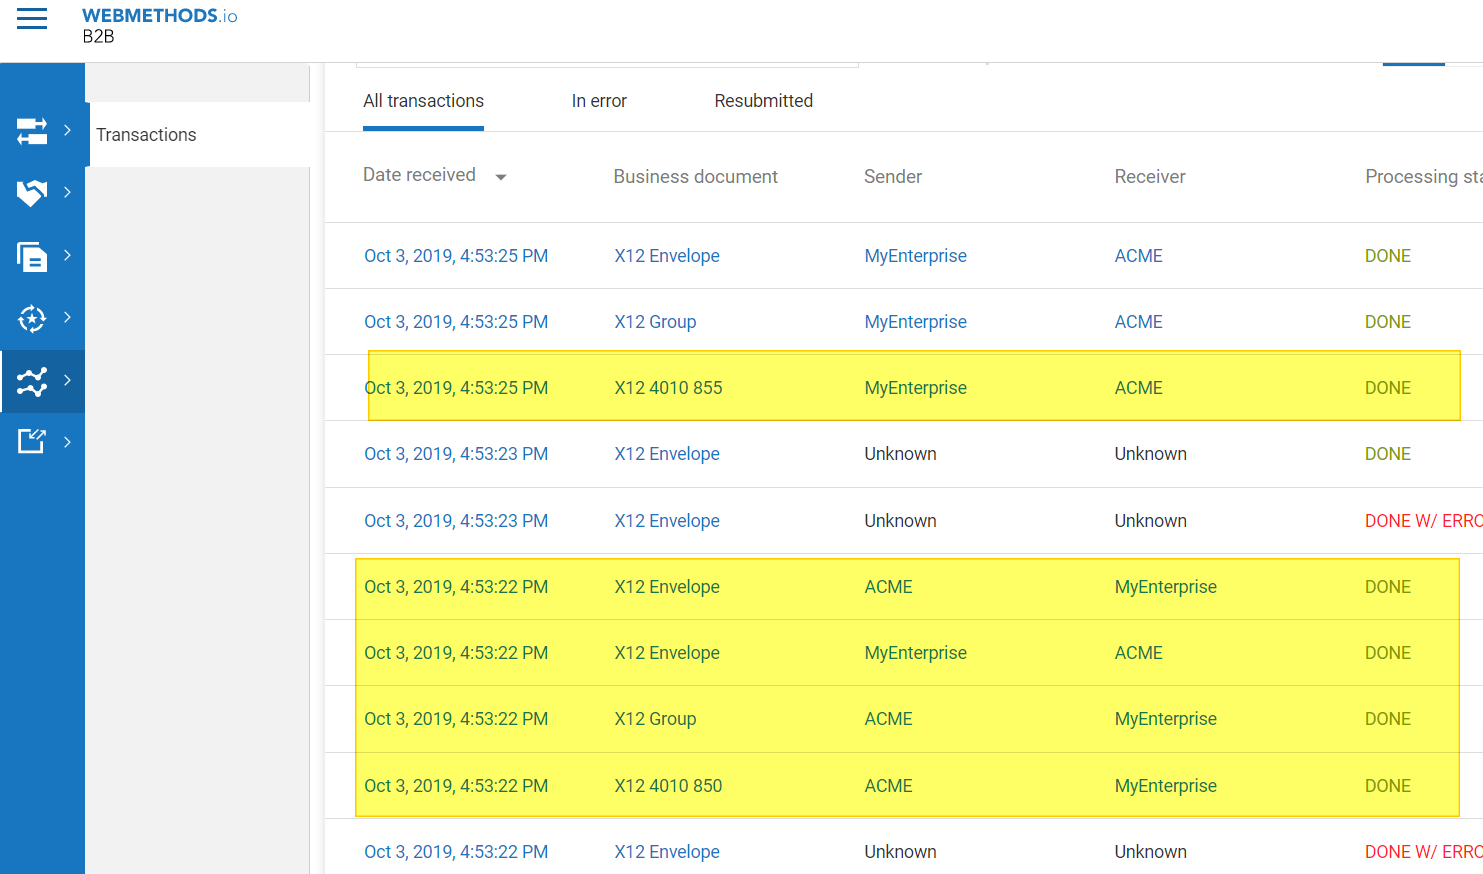 WEBMETHODS.io
B2B
Transactions
All transactions In error Resubmitted
Date received Business document Sender Receiver Processing sta
Oct 3, 2019, 4:53:25 PM X12 Envelope MyEnterprise ACME DONE
Oct 3, 2019, 4:53:25 PM X12 Group MyEnterprise ACME DONE
Oct 3, 2019, 4:53:25 PM X12 4010 855 MyEnterprise ACME DONE
Oct 3, 2019, 4:53:23 PM X12 Envelope Unknown Unknown DONE
Oct 3, 2019, 4:53:23 PM X12 Envelope Unknown Unknown DONE W/ ERRO
Oct 3, 2019, 4:53:22 PM X12 Envelope ACME MyEnterprise DONE
Oct 3, 2019, 4:53:22 PM X12 Envelope MyEnterprise ACME DONE
Oct 3, 2019, 4:53:22 PM X12 Group ACME MyEnterprise DONE
Oct 3, 2019, 4:53:22 PM X12 4010 850 ACME MyEnterprise DONE
Oct 3, 2019, 4:53:22 PM X12 Envelope Unknown Unknown DONE W/ ERRO